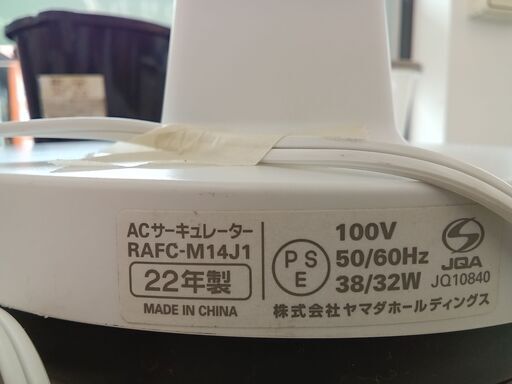 ACサーキュレーター
RAFC-M14J1
22年製
MADE IN CHINA
PSE
100V
50/60Hz
38/32W
JQA
JQ10840
株式会社ヤマダホールディングス